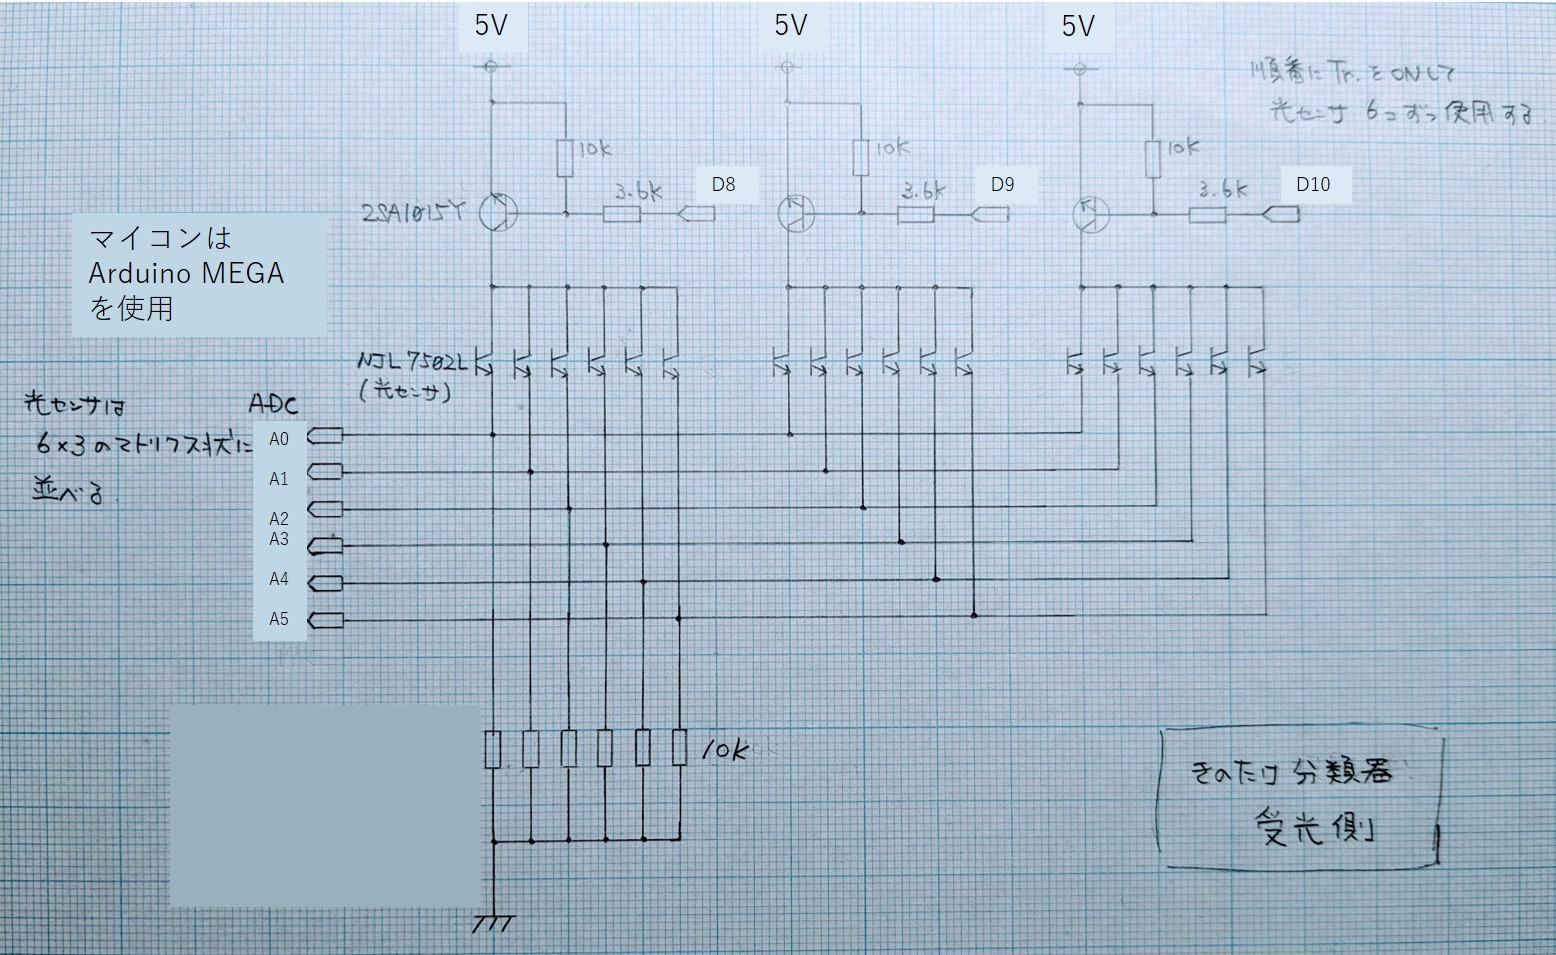 5V
5V
5V
順番にTr.をONして
光センサ 6コずつ使用する
10k
10k
10k
3.6k
D8
3.6k
D9
3.6k
D10
2SA1015Y
マイコンは
Arduino MEGA
を使用
NJL7502L
(光センサ)
光センサは
6×3のマトリクス状に
並べる
ADC
A0
A1
A2
A3
A4
A5
10k
きのたけ分類器
受光側